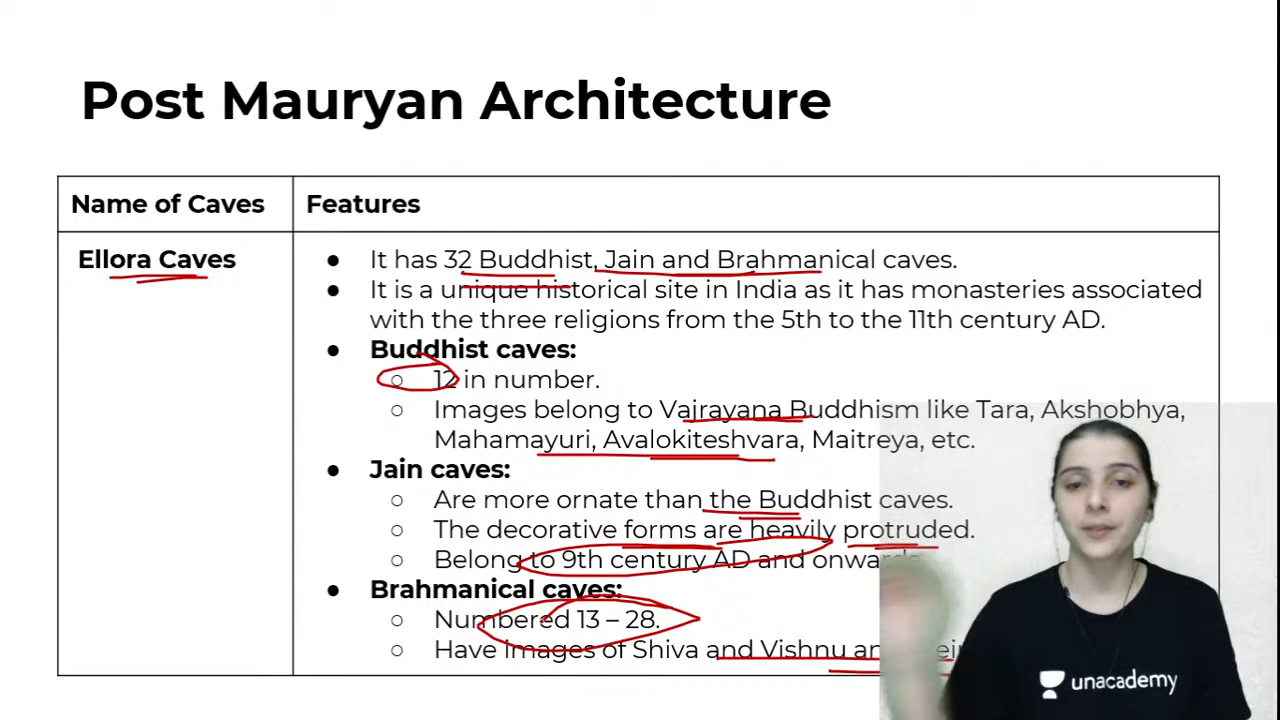 Post Mauryan Architecture
Name of Caves
Features
Ellora Caves
● It has 32 Buddhist, Jain and Brahmanical caves.
● It is a unique historical site in India as it has monasteries associated
with the three religions from the 5th to the 11th century AD.
● Buddhist caves:
○ 12 in number.
○ Images belong to Vajrayana Buddhism like Tara, Akshobhya,
Mahamayuri, Avalokiteshvara, Maitreya, etc.
● Jain caves:
○ Are more ornate than the Buddhist caves.
○ The decorative forms are heavily protruded.
○ Belong to 9th century AD and onwards
● Brahmanical caves:
○ Numbered 13 – 28.
○ Have images of Shiva and Vishnu
unacademy